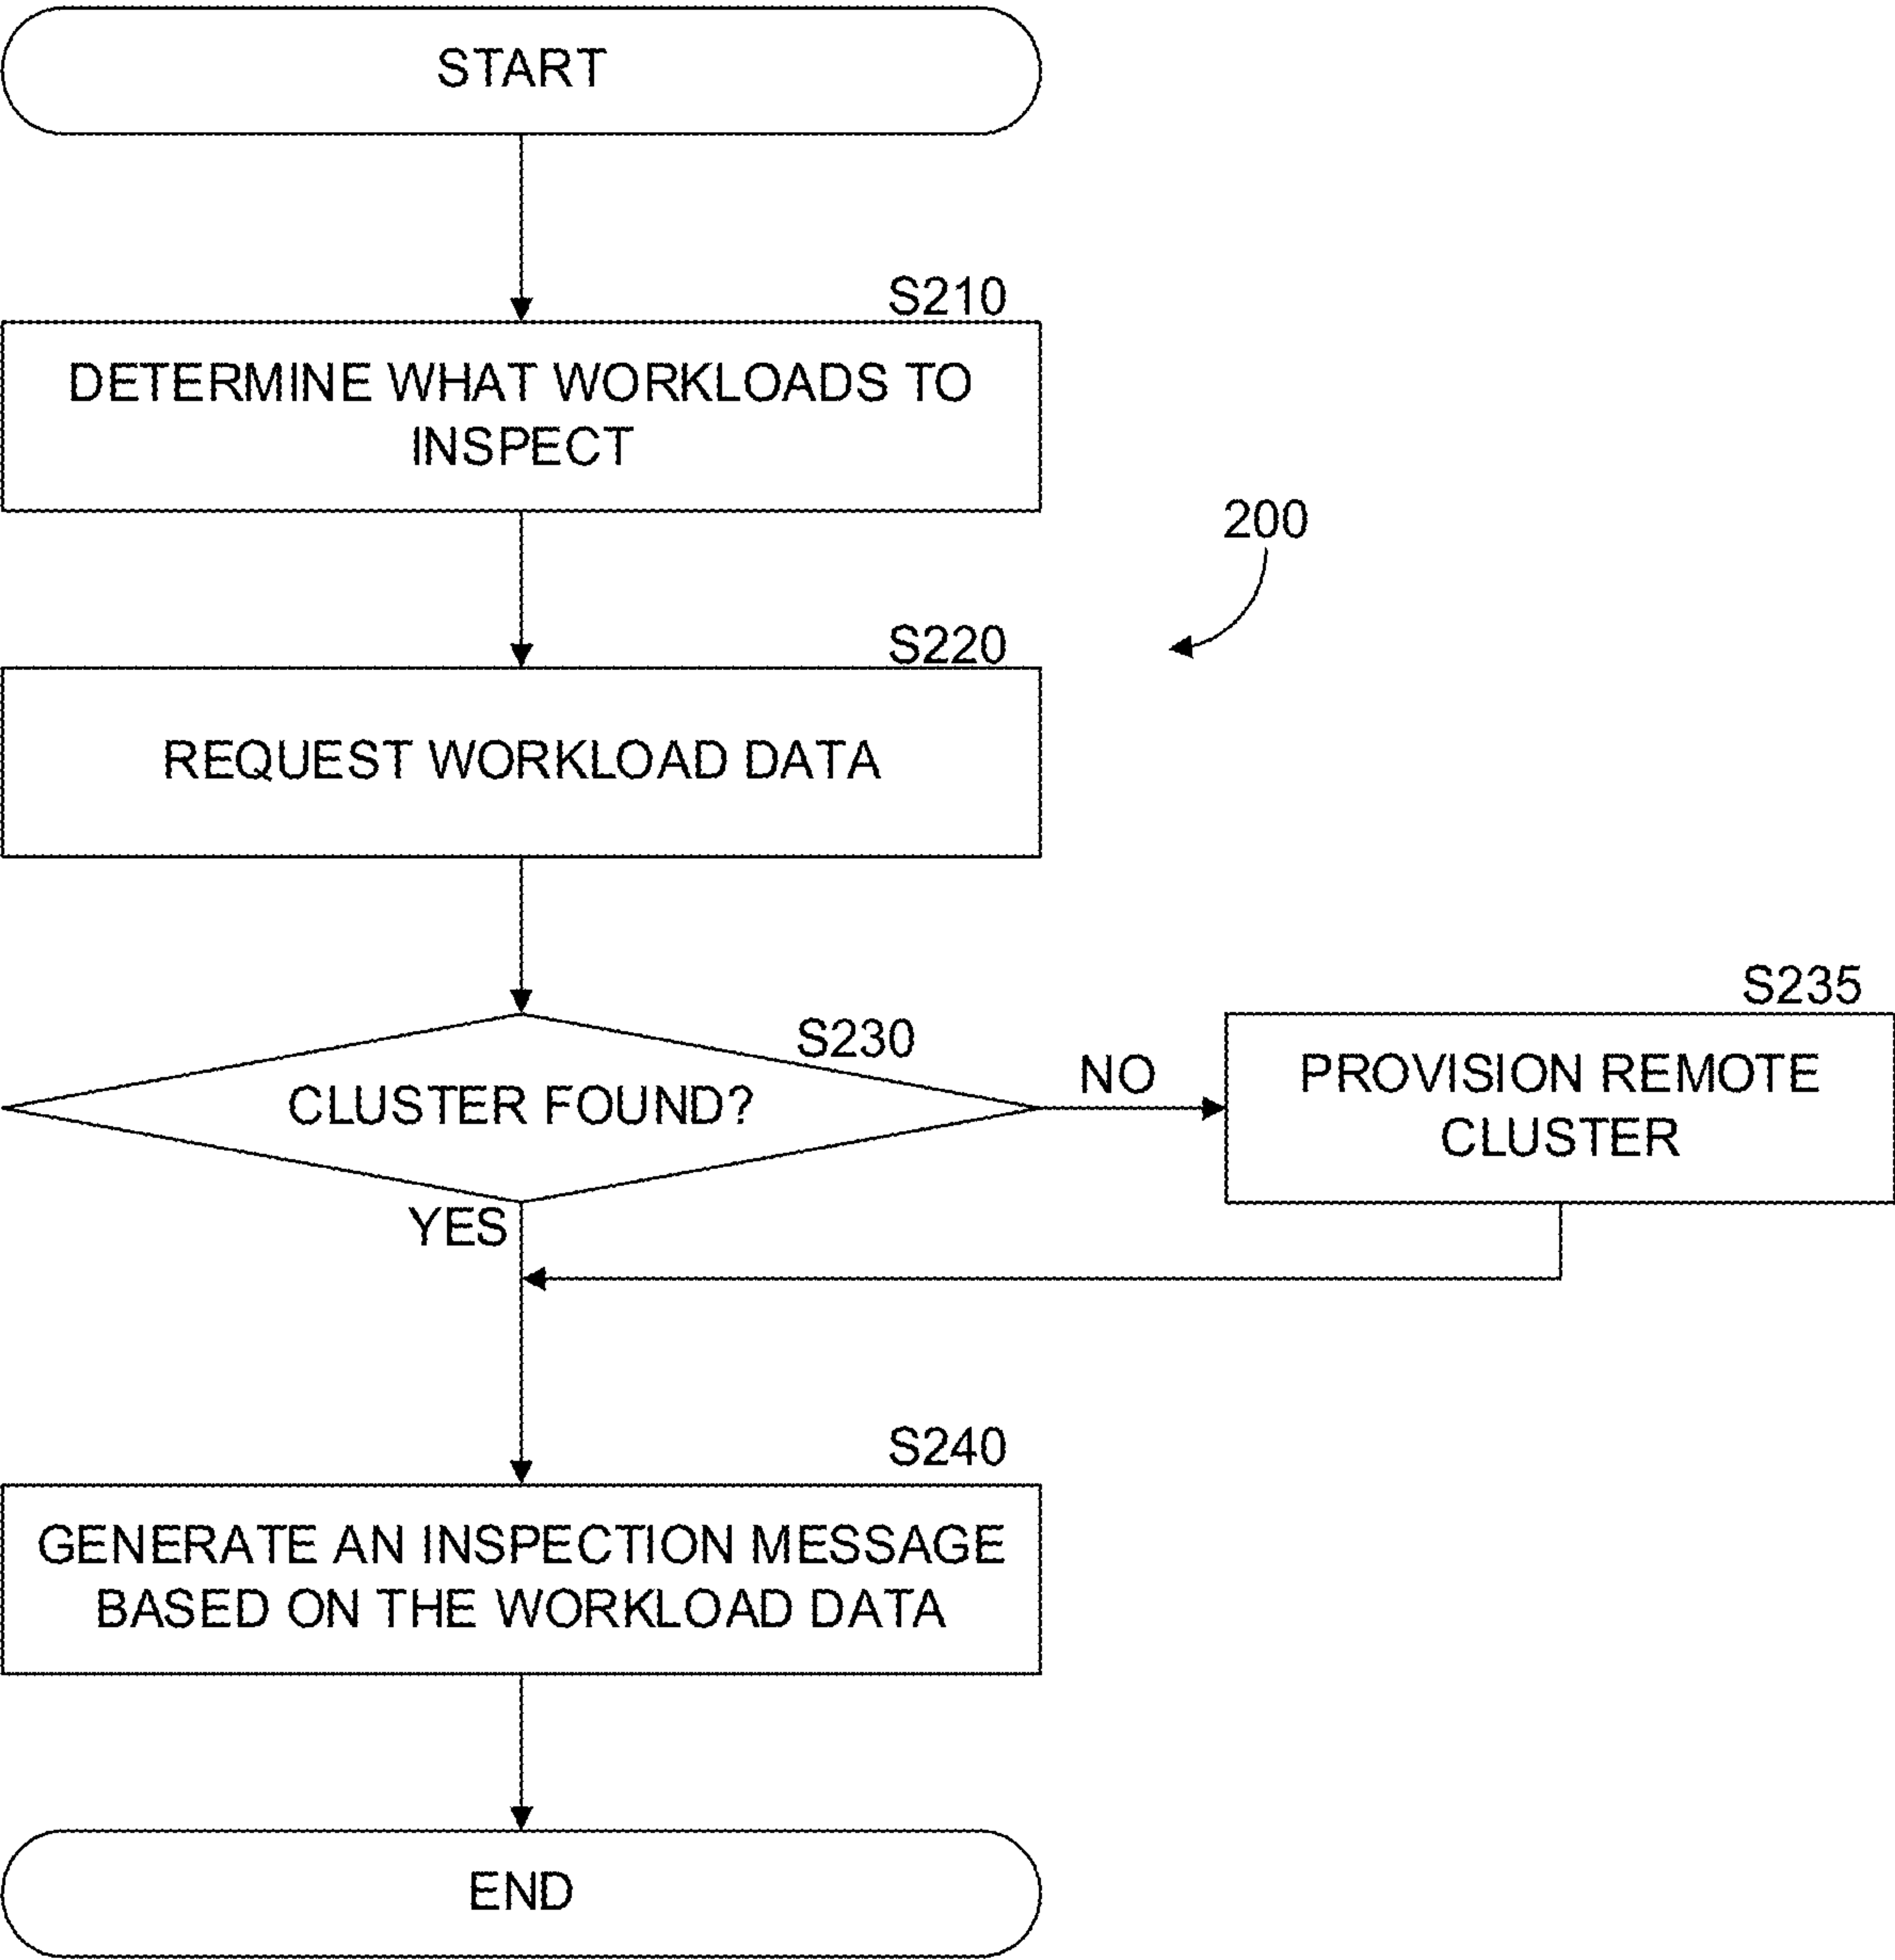 START
S210
DETERMINE WHAT WORKLOADS TO
INSPECT
200
S220
REQUEST WORKLOAD DATA
S230
CLUSTER FOUND?
NO
S235
PROVISION REMOTE
CLUSTER
YES
S240
GENERATE AN INSPECTION MESSAGE
BASED ON THE WORKLOAD DATA
END